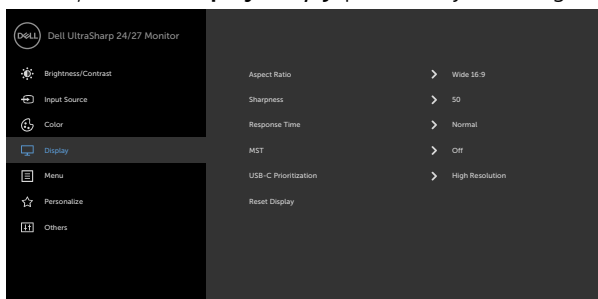 DELL Dell UltraSharp 24/27 Monitor
Brightness/Contrast
Input Source
Color
Display
Menu
Personalize
Others
Aspect Ratio Wide 16:9
Sharpness 50
Response Time Normal
MST Off
USB-C Prioritization High Resolution
Reset Display